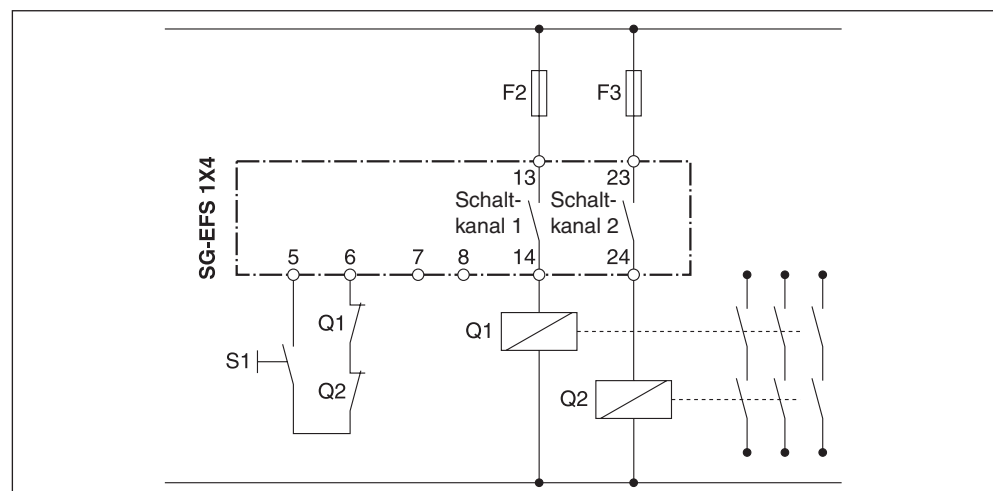 F2
F3
SG-EFS 1X4
13
23
Schalt-
kanal 1
Schalt-
kanal 2
5
6
7
8
14
24
Q1
Q1
S1
Q2
Q2